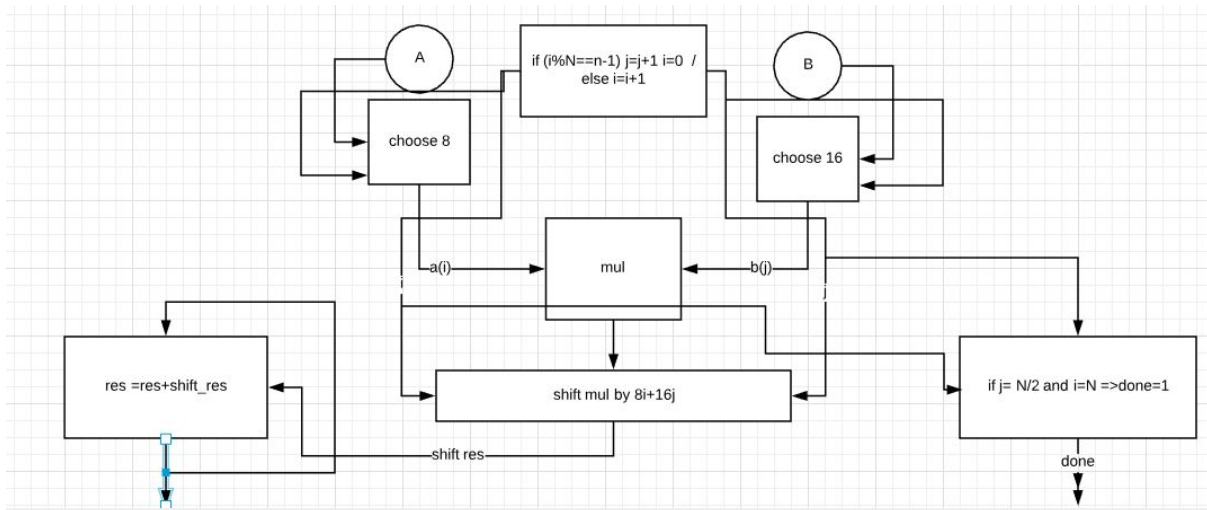 A
if (i%N==n-1) j=j+1 i=0 /
else i=i+1
B
choose 8
choose 16
a(i)
mul
b(j)
i
j
res =res+shift_res
shift mul by 8i+16j
if j= N/2 and i=N =>done=1
shift res
done